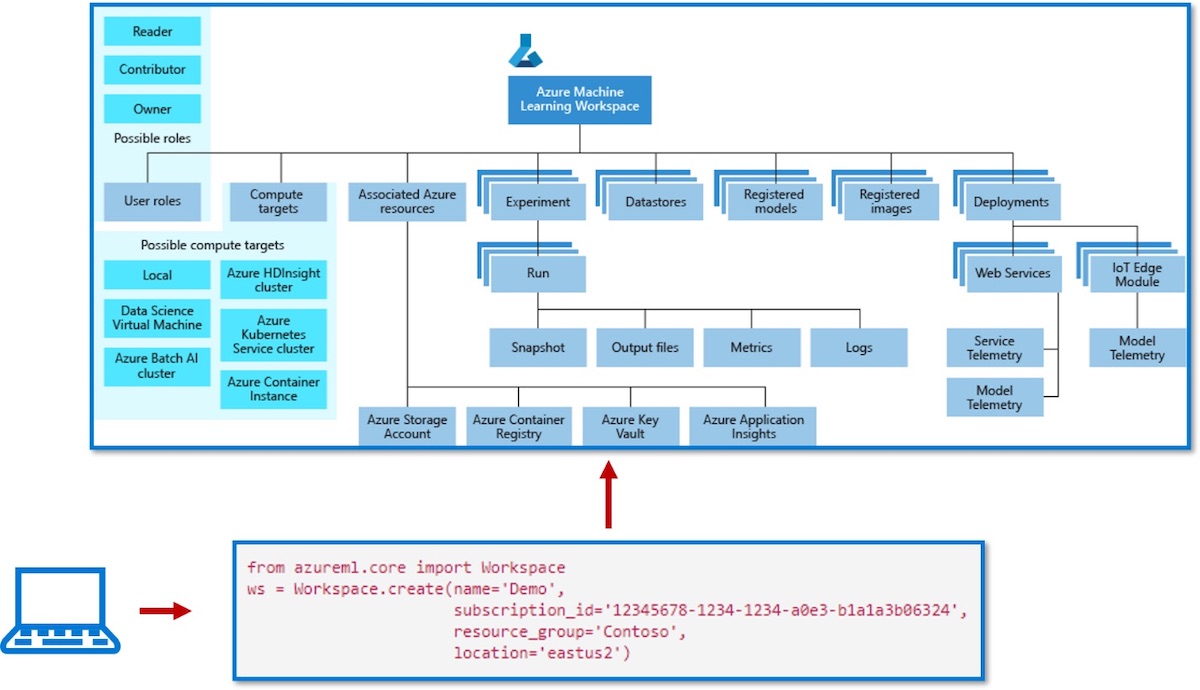 Reader
Contributor
Owner
Possible roles
Azure Machine
Learning Workspace
User roles
Compute
targets
Associated Azure
resources
Experiment
Datastores
Registered
models
Registered
images
Deployments
Possible compute targets
Local
Azure HDInsight
cluster
Data Science
Virtual Machine
Azure
Kubernetes
Service cluster
Azure Batch AI
cluster
Azure Container
Instance
Run
Web Services
IoT Edge
Module
Snapshot
Output files
Metrics
Logs
Service
Telemetry
Model
Telemetry
Model
Telemetry
Azure Storage
Account
Azure Container
Registry
Azure Key
Vault
Azure Application
Insights
from azureml.core import Workspace
ws = Workspace.create(name='Demo',
                      subscription_id='12345678-1234-1234-a0e3-b1a1a3b06324',
                      resource_group='Contoso',
                      location='eastus2')